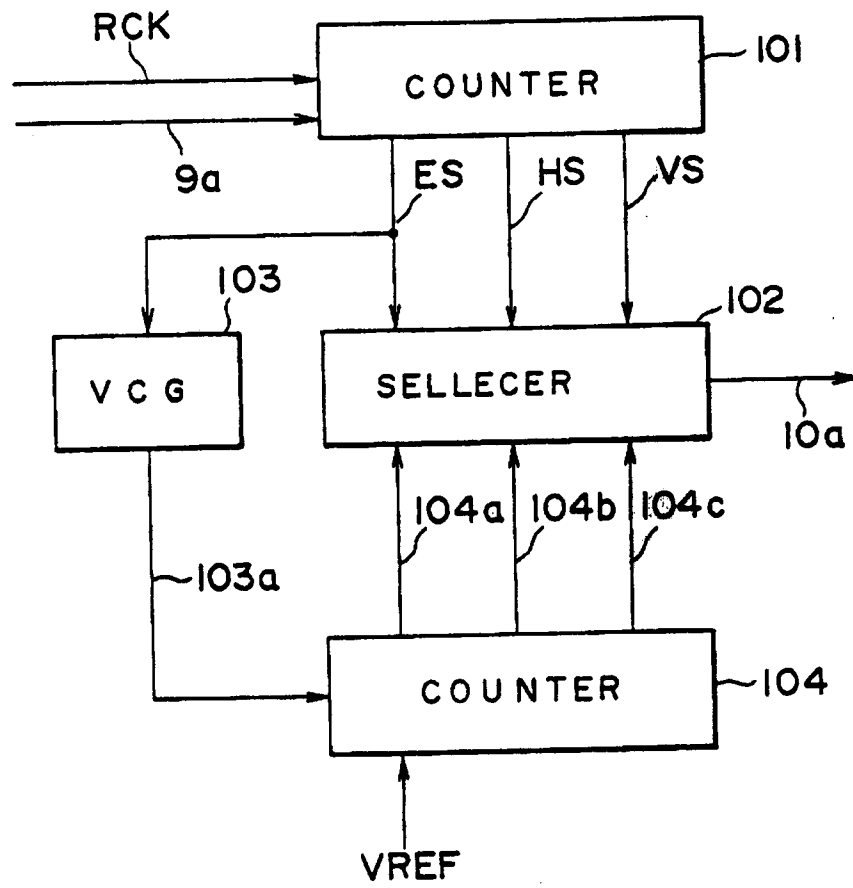 RCK
COUNTER
101
9a
ES
HS
VS
103
102
VCG
SELLECER
10a
104a
104b
104c
103a
COUNTER
104
VREF